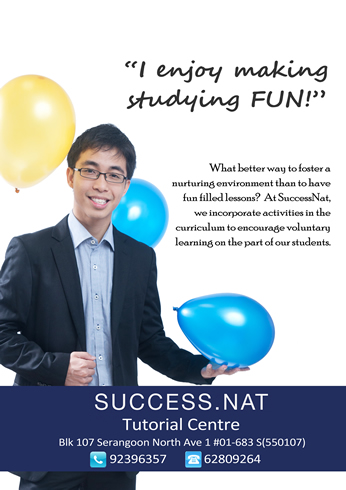 “I enjoy making
studying FUN!”
What better way to foster a
nurturing environment than to have
fun filled lessons?  At SuccessNat,
we incorporate activities in the
curriculum to encourage voluntary
learning on the part of our students.
SUCCESS.NAT
Tutorial Centre
Blk 107 Serangoon North Ave 1 #01-683 S(550107)
92396357 62809264